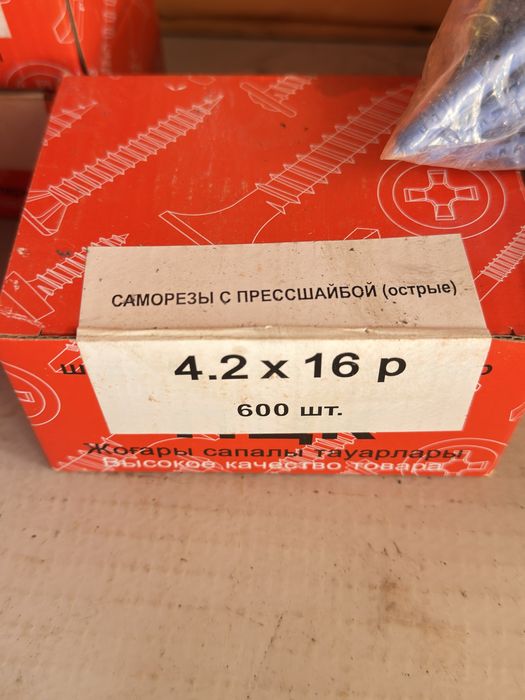 САМОРЕЗЫ С ПРЕССШАЙБОЙ (острые)
4.2 x 16 р
600 шт.
Жоғары сапалы тауарлары
Высокое качество товара